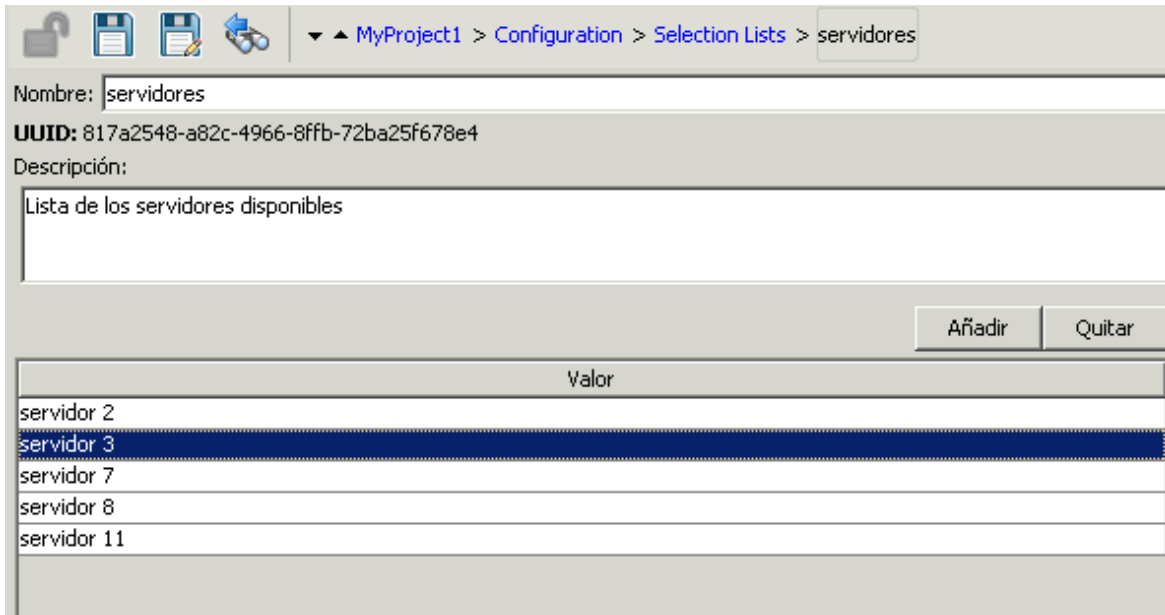 MyProject1 > Configuration > Selection Lists > servidores
Nombre: servidores
UUID: 817a2548-a82c-4966-8ffb-72ba25f678e4
Descripción:
Lista de los servidores disponibles
Añadir Quitar
Valor
servidor 2
servidor 3
servidor 7
servidor 8
servidor 11